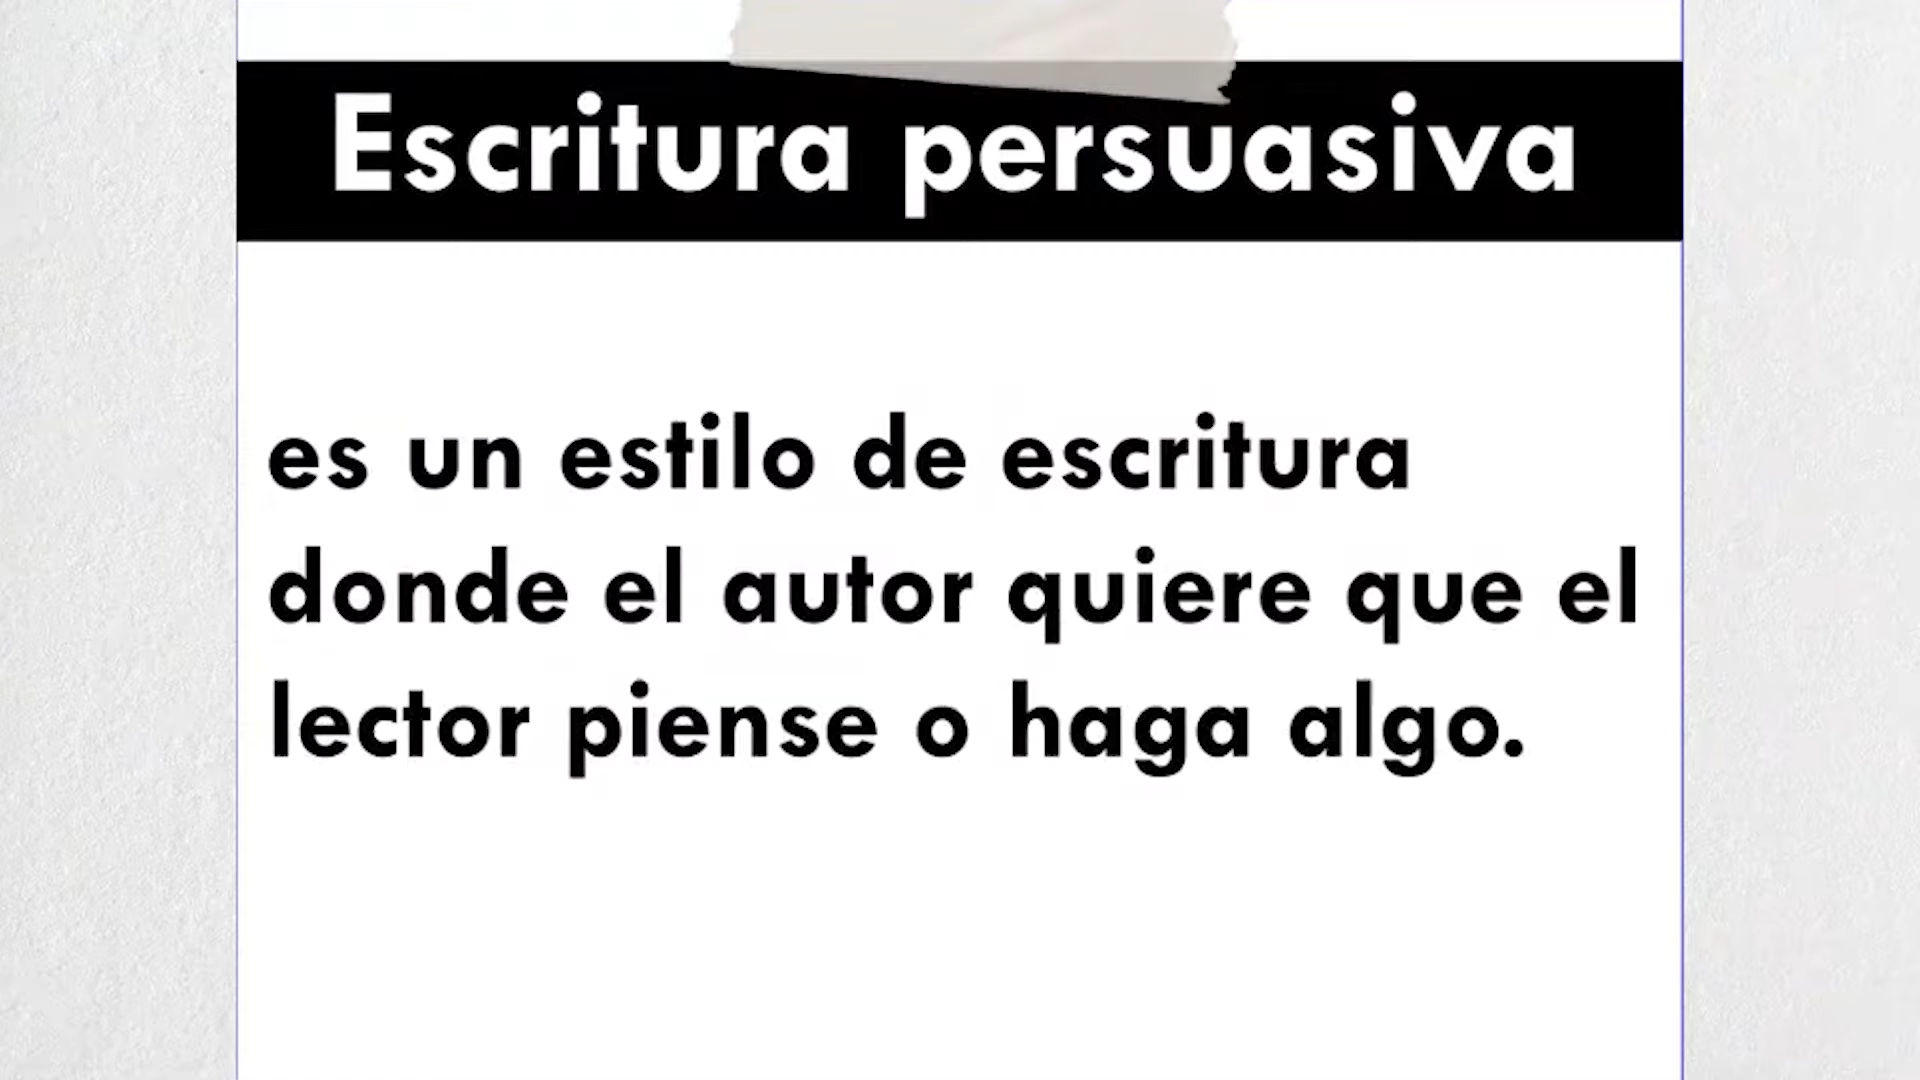 Escritura persuasiva
es un estilo de escritura
donde el autor quiere que el
lector piense o haga algo.